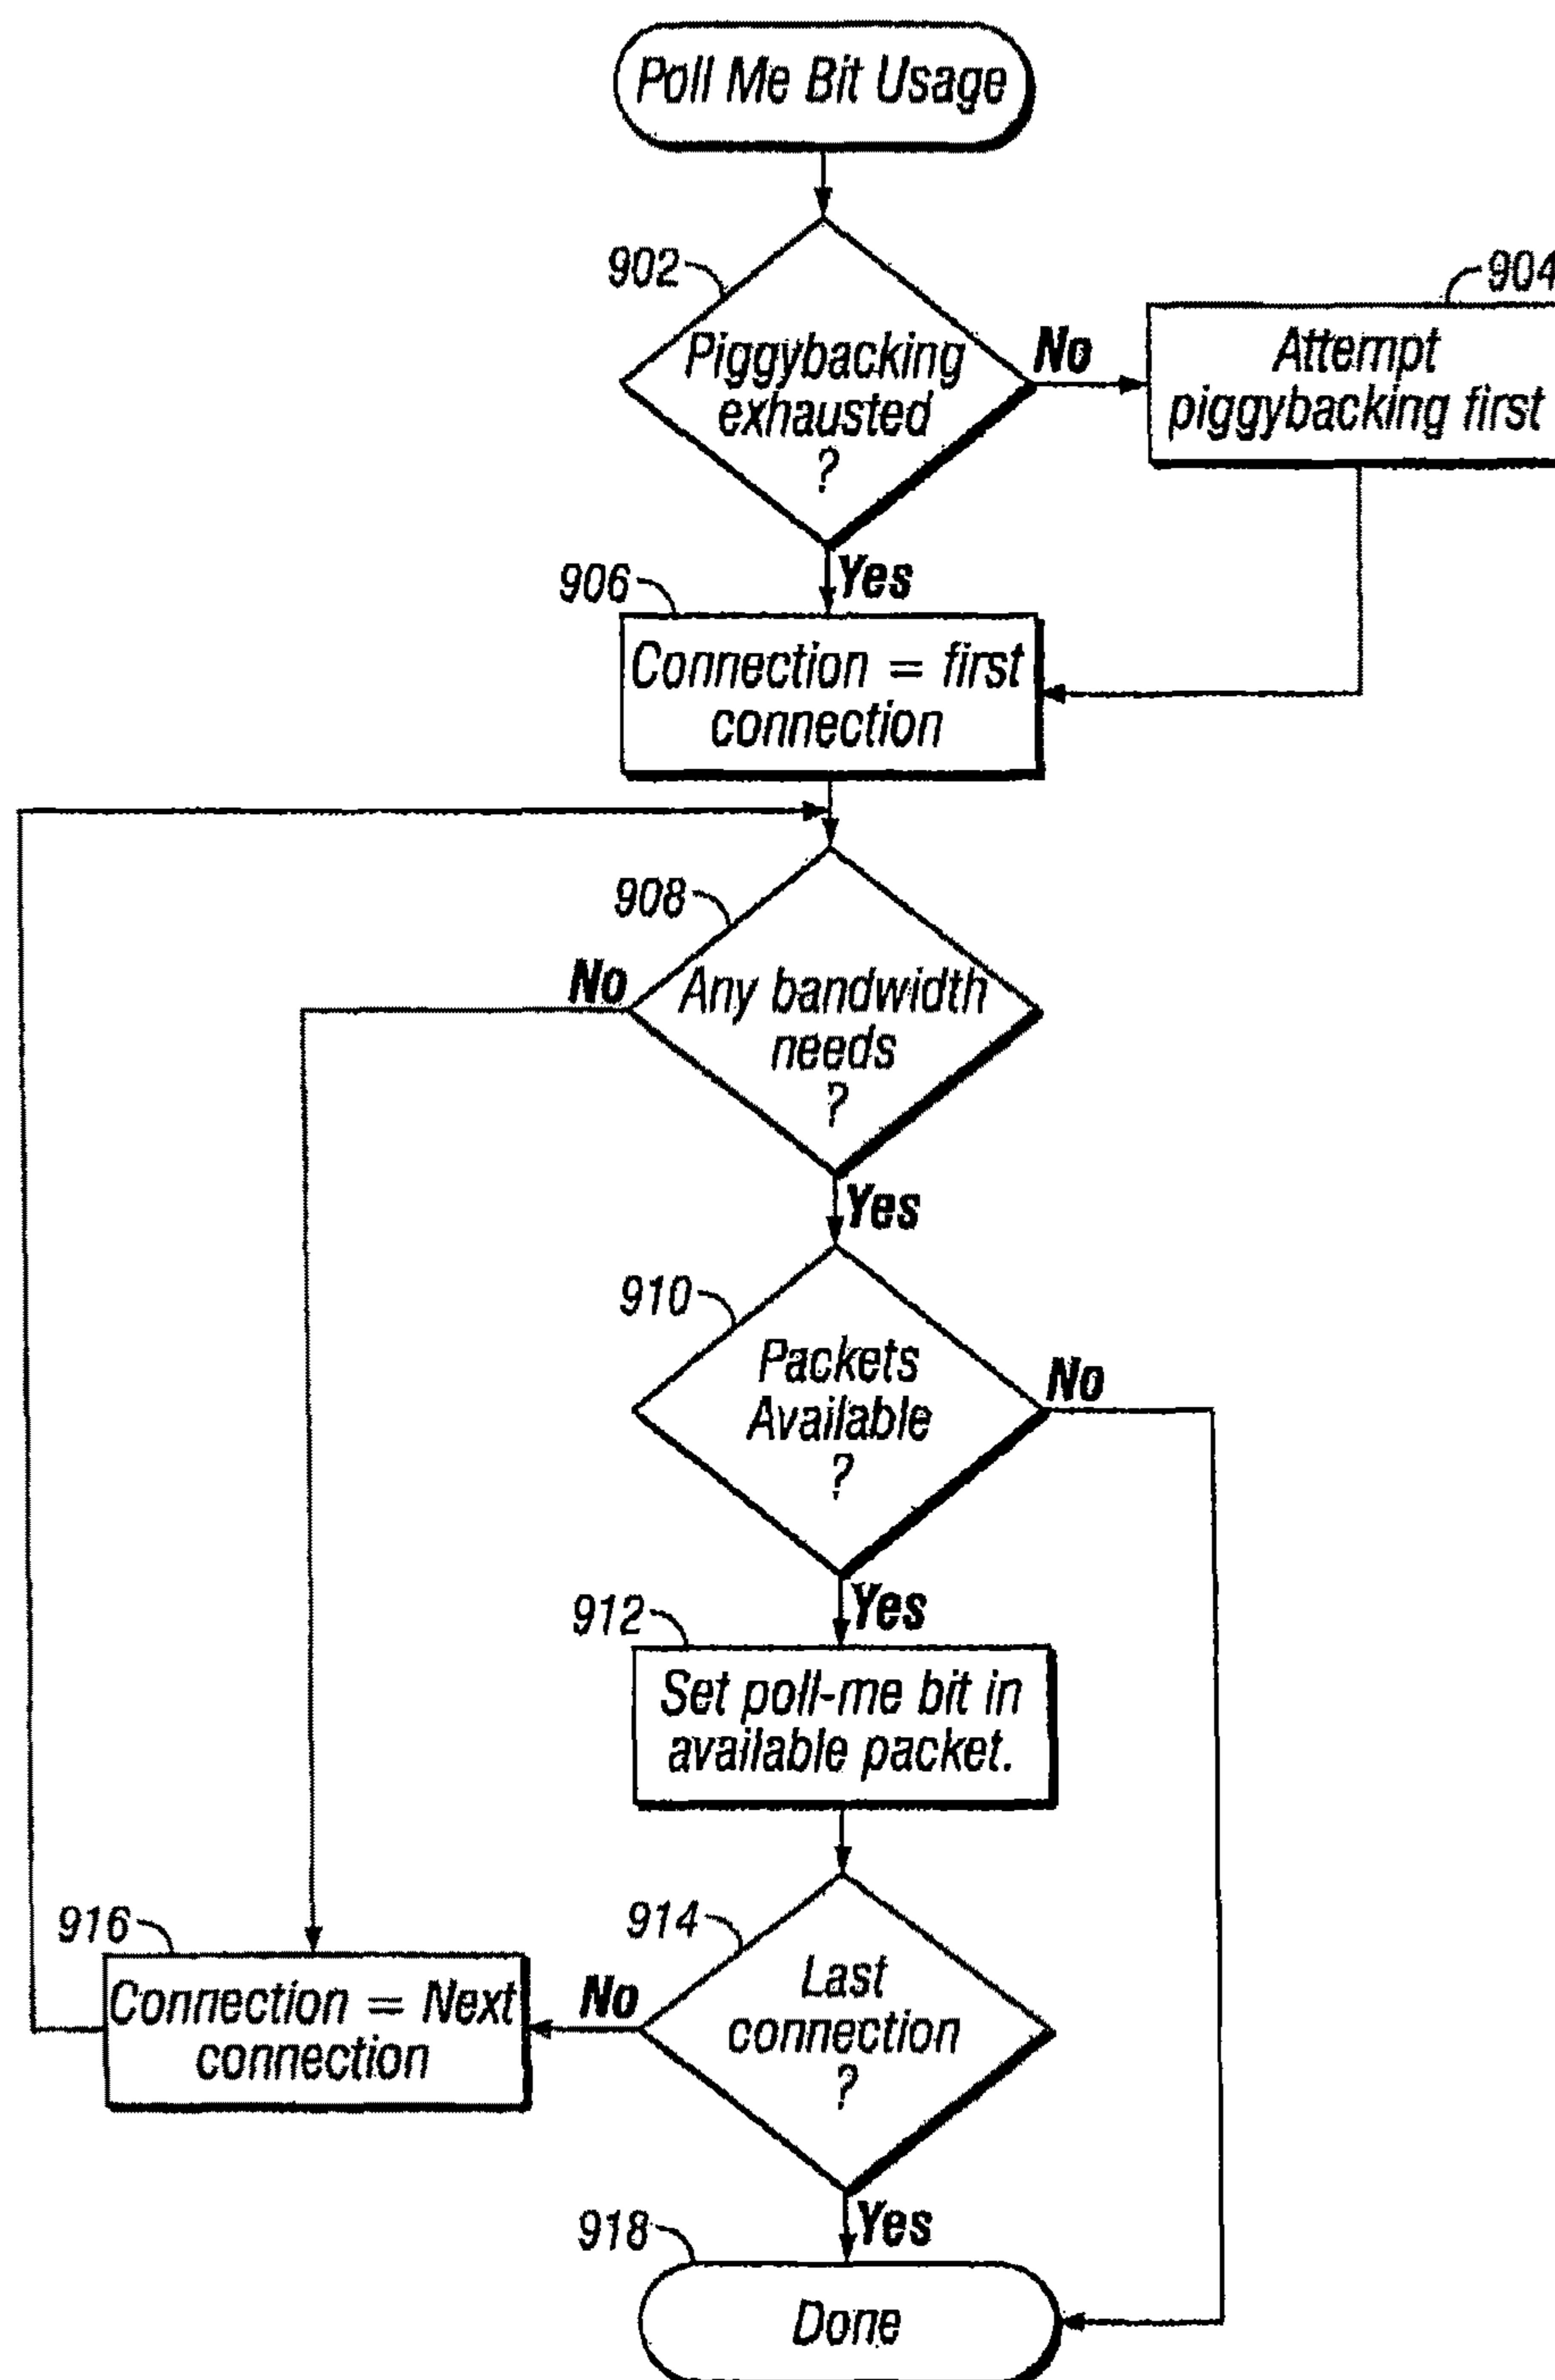 Poll Me Bit Usage
902
Piggybacking
exhausted
?
No
904
Attempt
piggybacking first
Yes
906
Connection = first
connection
908
Any bandwidth
needs
?
No
Yes
910
Packets
Available
?
No
Yes
912
Set poll-me bit in
available packet.
914
Last
connection
?
No
916
Connection = Next
connection
Yes
918
Done